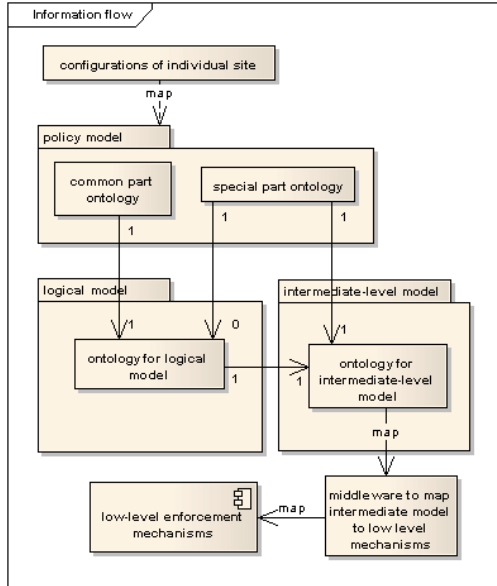 Information flow
configurations of individual site
map
policy model
common part
ontology
special part ontology
1
1
1
logical model
intermediate-level model
1
0
1
ontology for logical
model
1
1
ontology for
intermediate-level
model
map
low-level enforcement
mechanisms
map
middleware to map
intermediate model
to low level
mechanisms